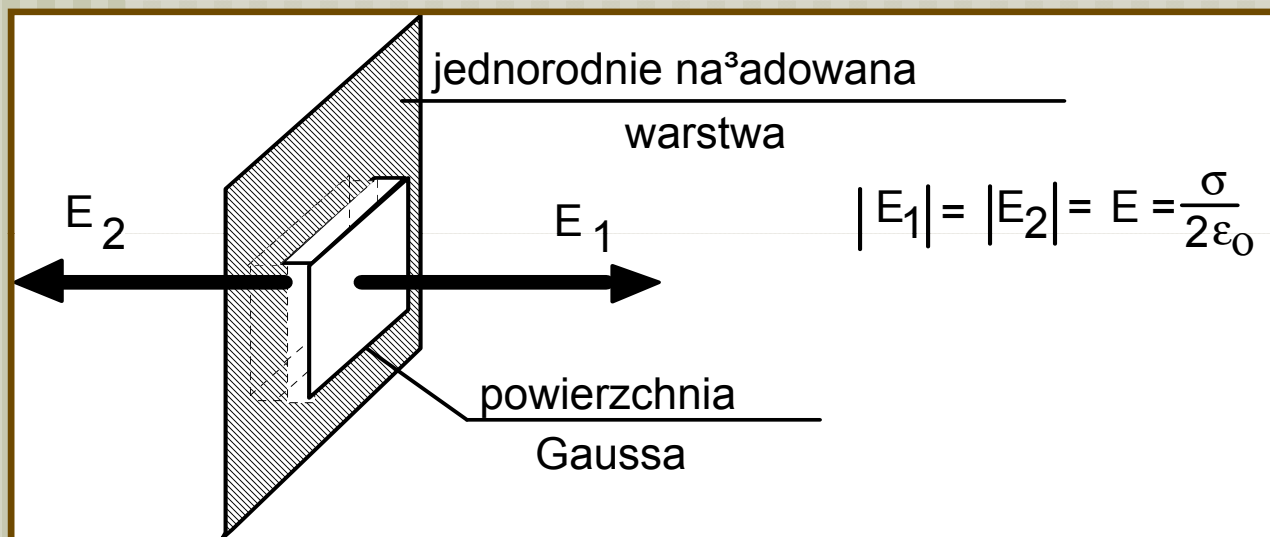 jednorodnie na³adowana
warstwa
E 2
E 1
|E1| = |E2| = E = σ/2ε0
powierzchnia
Gaussa